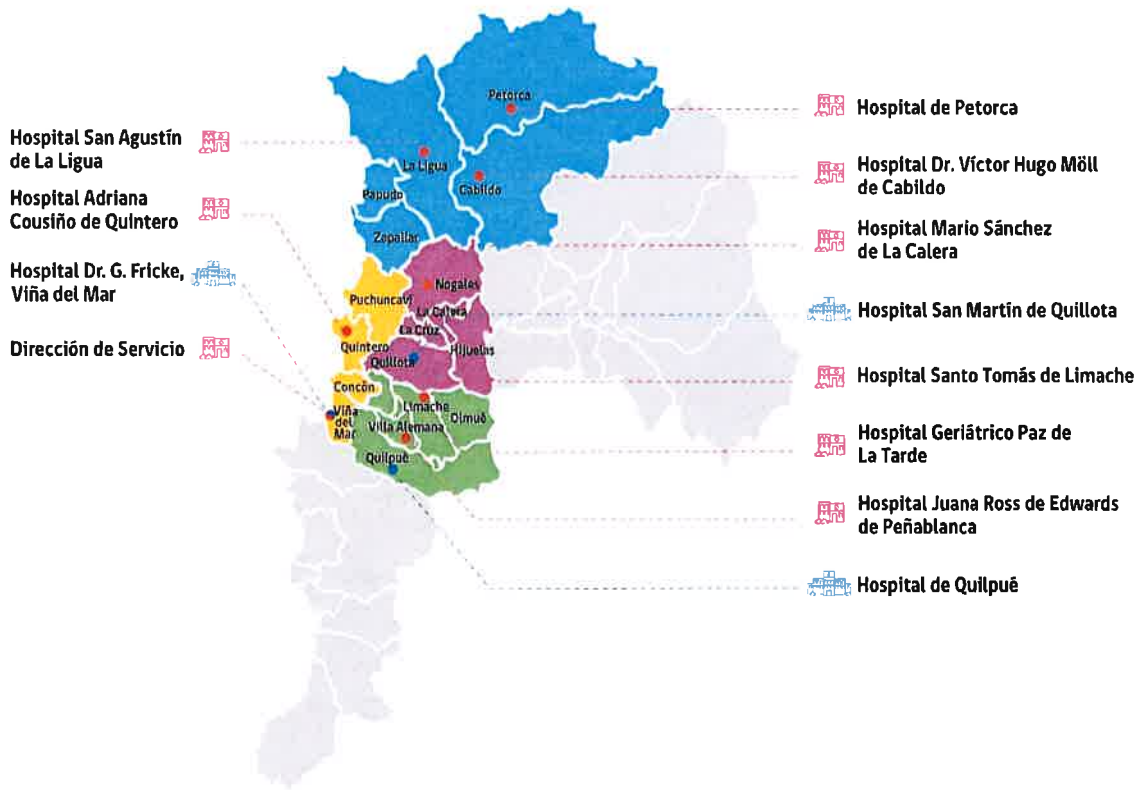 Hospital San Agustín
de La Ligua
Hospital Adriana
Cousiño de Quintero
Hospital Dr. G. Fricke,
Viña del Mar
Dirección de Servicio
Petorca
La Ligua
Cabildo
Papudo
Zapallar
Nogales
Puchuncaví
La Calera
La Cruz
Quintero
Hijuelas
Quillota
Concón
Limache
Olmué
Viña
del
Mar
Villa Alemana
Quilpué
Hospital de Petorca
Hospital Dr. Víctor Hugo Möll
de Cabildo
Hospital Mario Sánchez
de La Calera
Hospital San Martín de Quillota
Hospital Santo Tomás de Limache
Hospital Geriátrico Paz de
La Tarde
Hospital Juana Ross de Edwards
de Peñablanca
Hospital de Quilpué